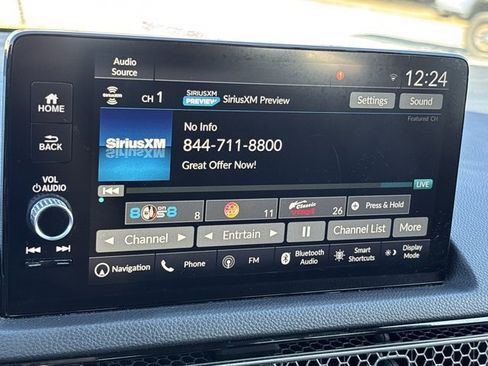 Audio
Source
12:24
HOME
BACK
VOL
AUDIO
SiriusXM
CH 1
SIRIUSXM
PREVIEW
SiriusXM Preview
Settings
Sound
Featured CH
SiriusXM
No Info
844-711-8800
Great Offer Now!
LIVE
8
11
26
+ Press & Hold
Channel
Entrtain
Channel List
More
Navigation
Phone
FM
Bluetooth
Audio
Smart
Shortcuts
Display
Mode